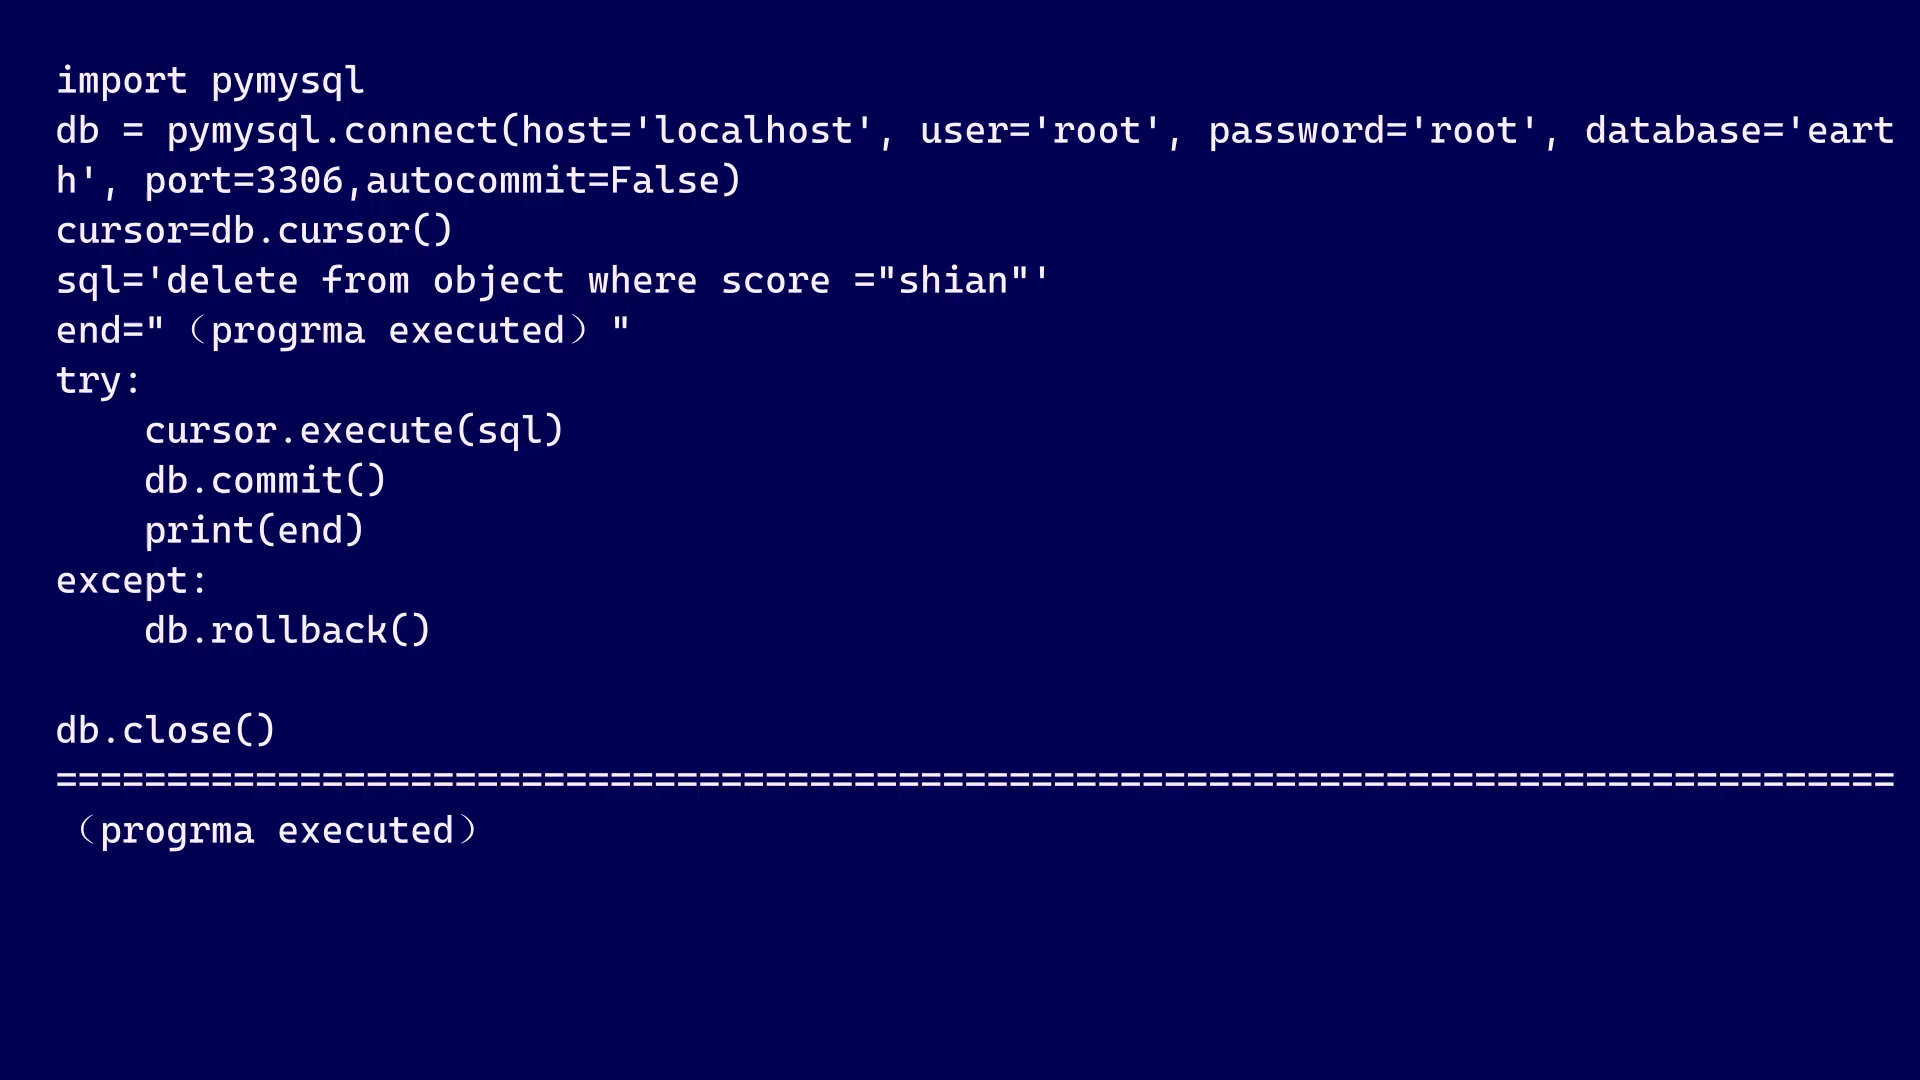 import pymysql
db = pymysql.connect(host='localhost', user='root', password='root', database='eart
h', port=3306,autocommit=False)
cursor=db.cursor()
sql='delete from object where score ="shian"'
end="（progrma executed）"
try:
    cursor.execute(sql)
    db.commit()
    print(end)
except:
    db.rollback()

db.close()
===================================================================================
（progrma executed）